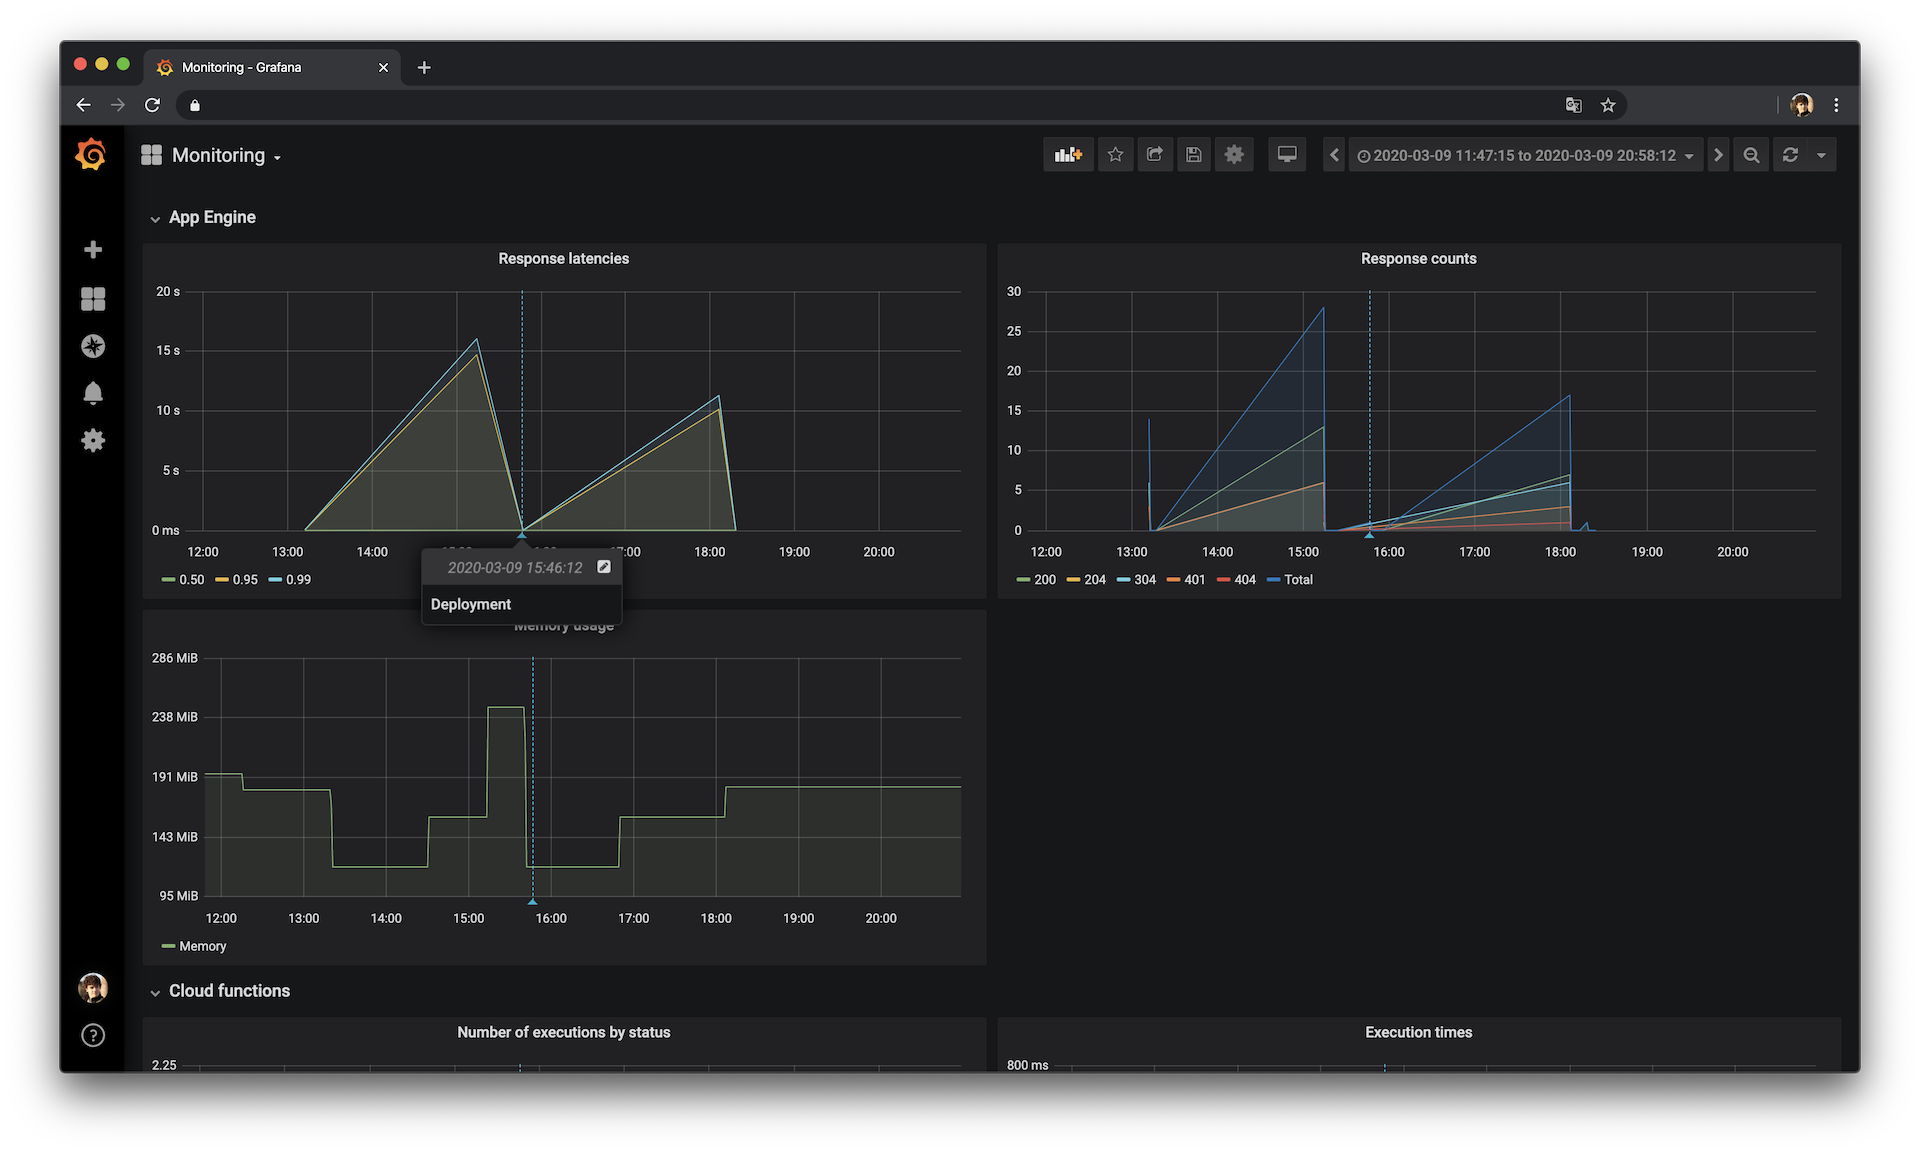 Monitoring - Grafana
Monitoring
2020-03-09 11:47:15 to 2020-03-09 20:58:12
App Engine
Response latencies
20 s
15 s
10 s
5 s
0 ms
12:00 13:00 14:00 18:00 19:00 20:00
0.50 0.95 0.99
2020-03-09 15:46:12
Deployment
Response counts
30
25
20
15
10
5
0
12:00 13:00 14:00 15:00 16:00 17:00 18:00 19:00 20:00
200 204 304 401 404 Total
Memory usage
286 MiB
238 MiB
191 MiB
143 MiB
95 MiB
12:00 13:00 14:00 15:00 16:00 17:00 18:00 19:00 20:00
Memory
Cloud functions
Number of executions by status
2.25
Execution times
800 ms